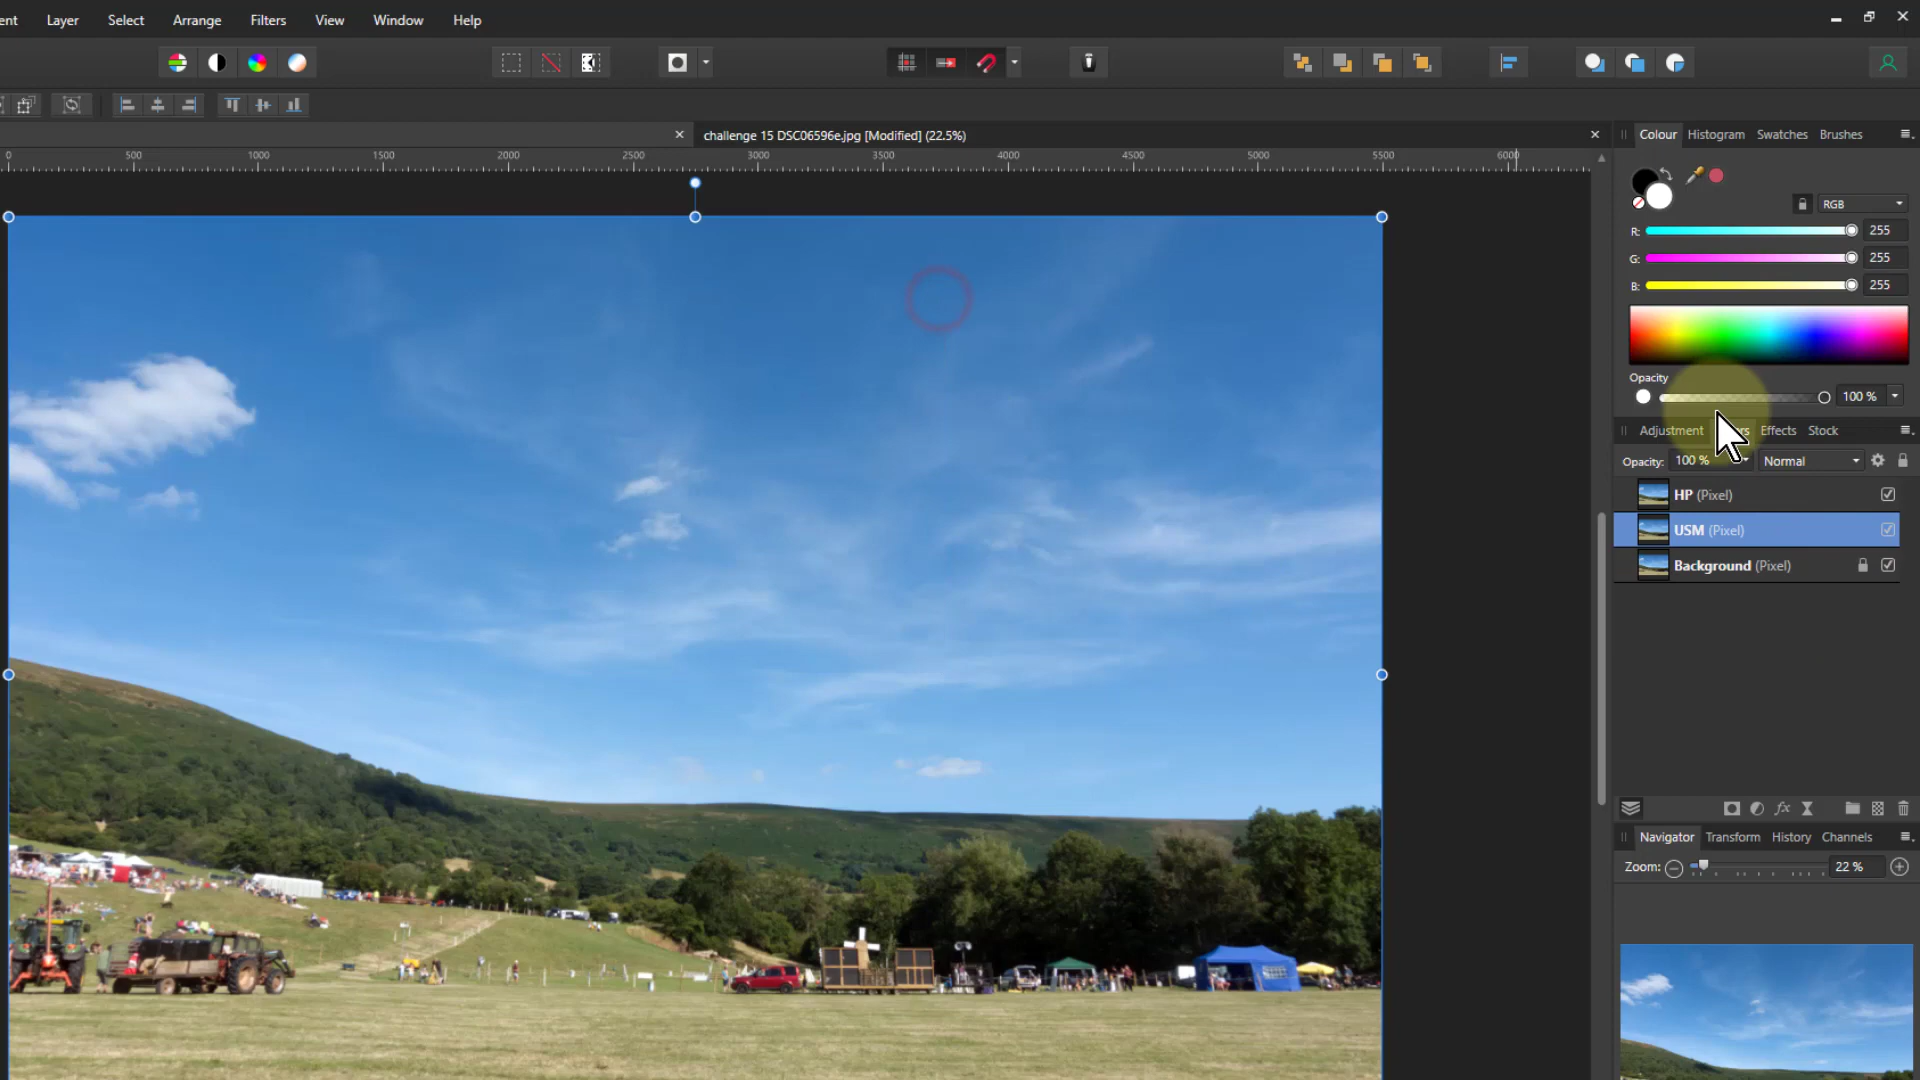 Layer Select Arrange Filters View Window Help
challenge 15 DSC06596e.jpg [Modified] (22.5%)
0 500 1000 1500 2000 2500 3000 3500 4000 4500 5000 5500 6000
Colour Histogram Swatches Brushes
RGB
R: 255
G: 255
B: 255
Opacity
100 %
Adjustment Effects Stock
Opacity: 100 % Normal
HP (Pixel)
USM (Pixel)
Background (Pixel)
fx
Navigator Transform History Channels
Zoom: 22 %